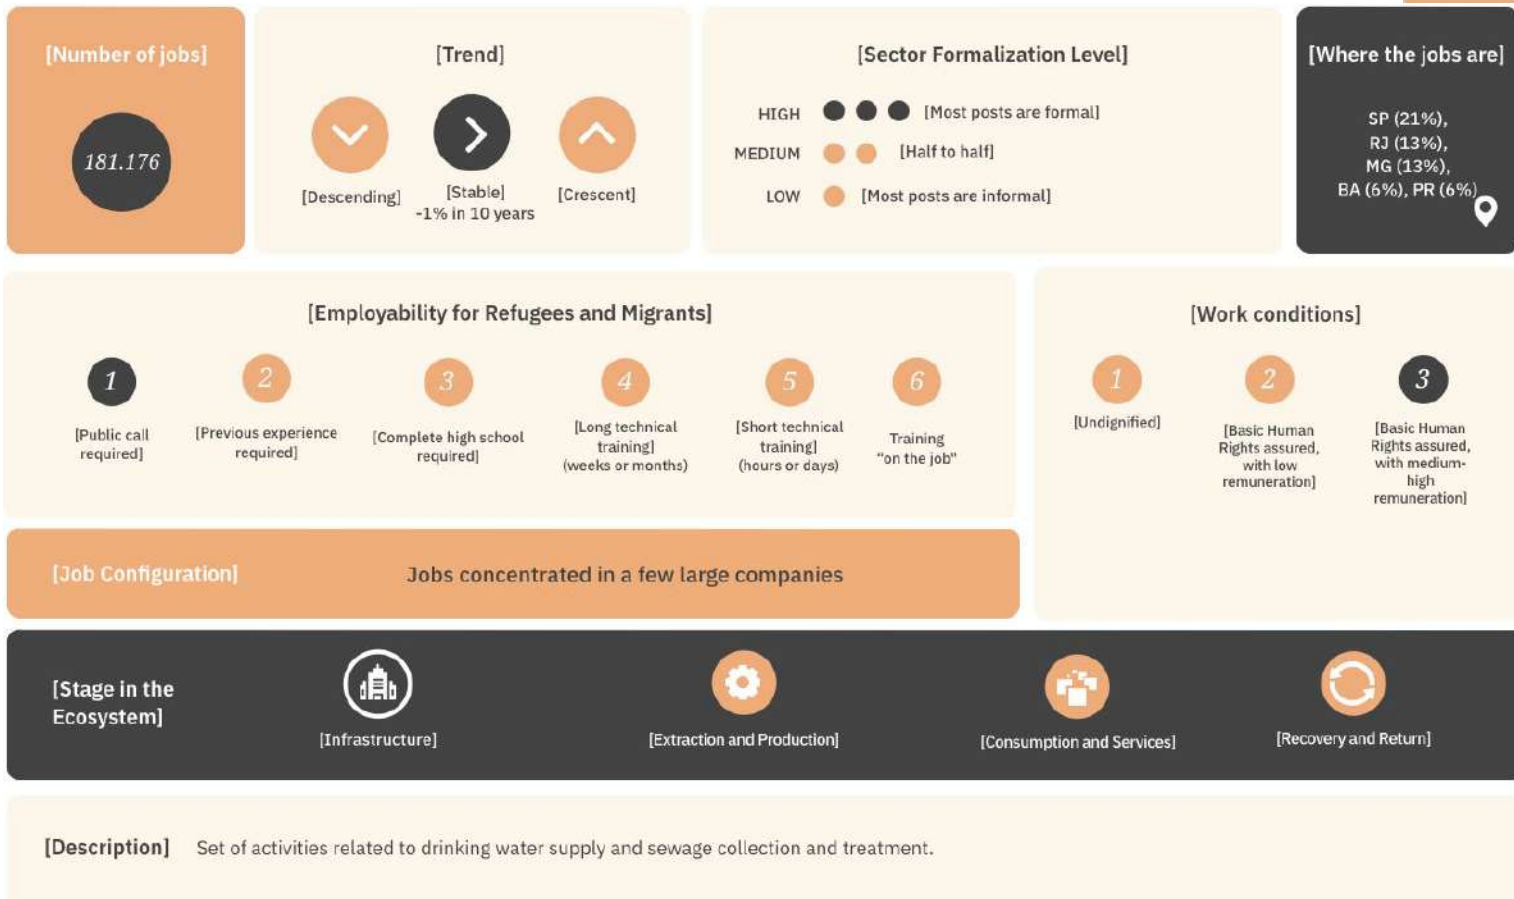 [Number of jobs]
181.176
[Trend]
[Descending]
[Stable]
-1% in 10 years
[Crescent]
[Sector Formalization Level]
HIGH [Most posts are formal]
MEDIUM [Half to half]
LOW [Most posts are informal]
[Where the jobs are]
SP (21%),
RJ (13%),
MG (13%),
BA (6%), PR (6%)
[Employability for Refugees and Migrants]
1
[Public call
required]
2
[Previous experience
required]
3
[Complete high school
required]
4
[Long technical
training]
(weeks or months)
5
[Short technical
training]
(hours or days)
6
Training
"on the job"
[Work conditions]
1
[Undignified]
2
[Basic Human
Rights assured,
with low
remuneration]
3
[Basic Human
Rights assured,
with medium-
high
remuneration]
[Job Configuration] Jobs concentrated in a few large companies
[Stage in the
Ecosystem]
[Infrastructure]
[Extraction and Production]
[Consumption and Services]
[Recovery and Return]
[Description] Set of activities related to drinking water supply and sewage collection and treatment.